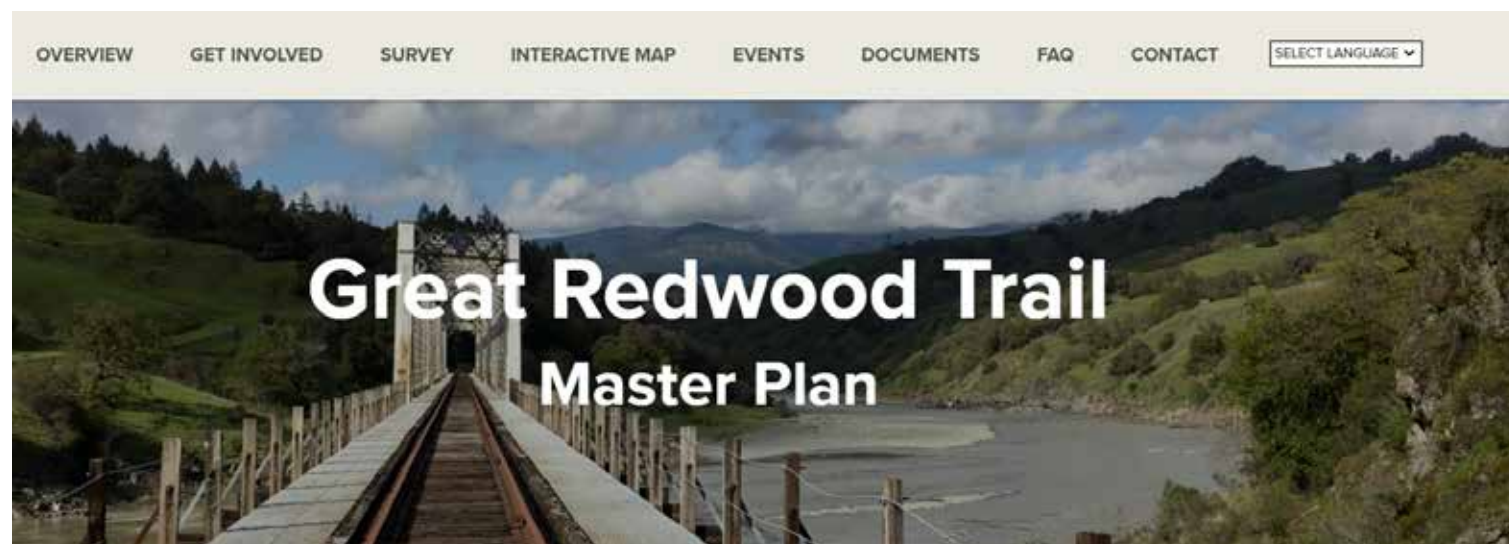 OVERVIEW GET INVOLVED SURVEY INTERACTIVE MAP EVENTS DOCUMENTS FAQ CONTACT SELECT LANGUAGE
Great Redwood Trail
Master Plan